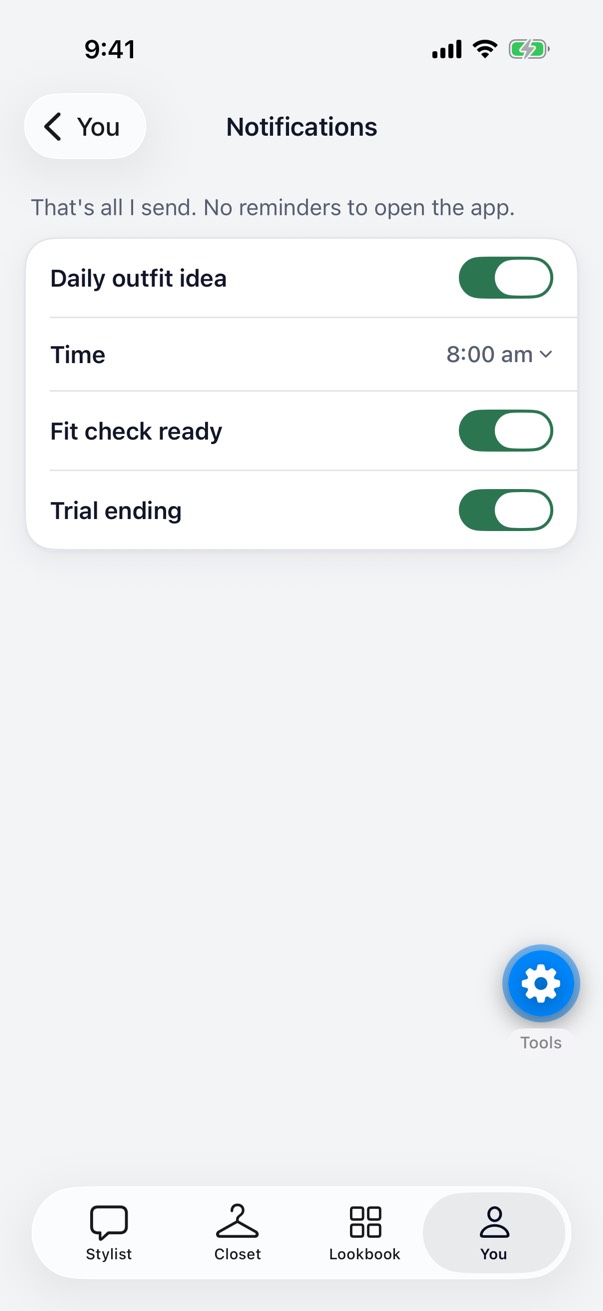 9:41
You
Notifications
That's all I send. No reminders to open the app.
Daily outfit idea
Time
8:00 am
Fit check ready
Trial ending
Tools
Stylist
Closet
Lookbook
You